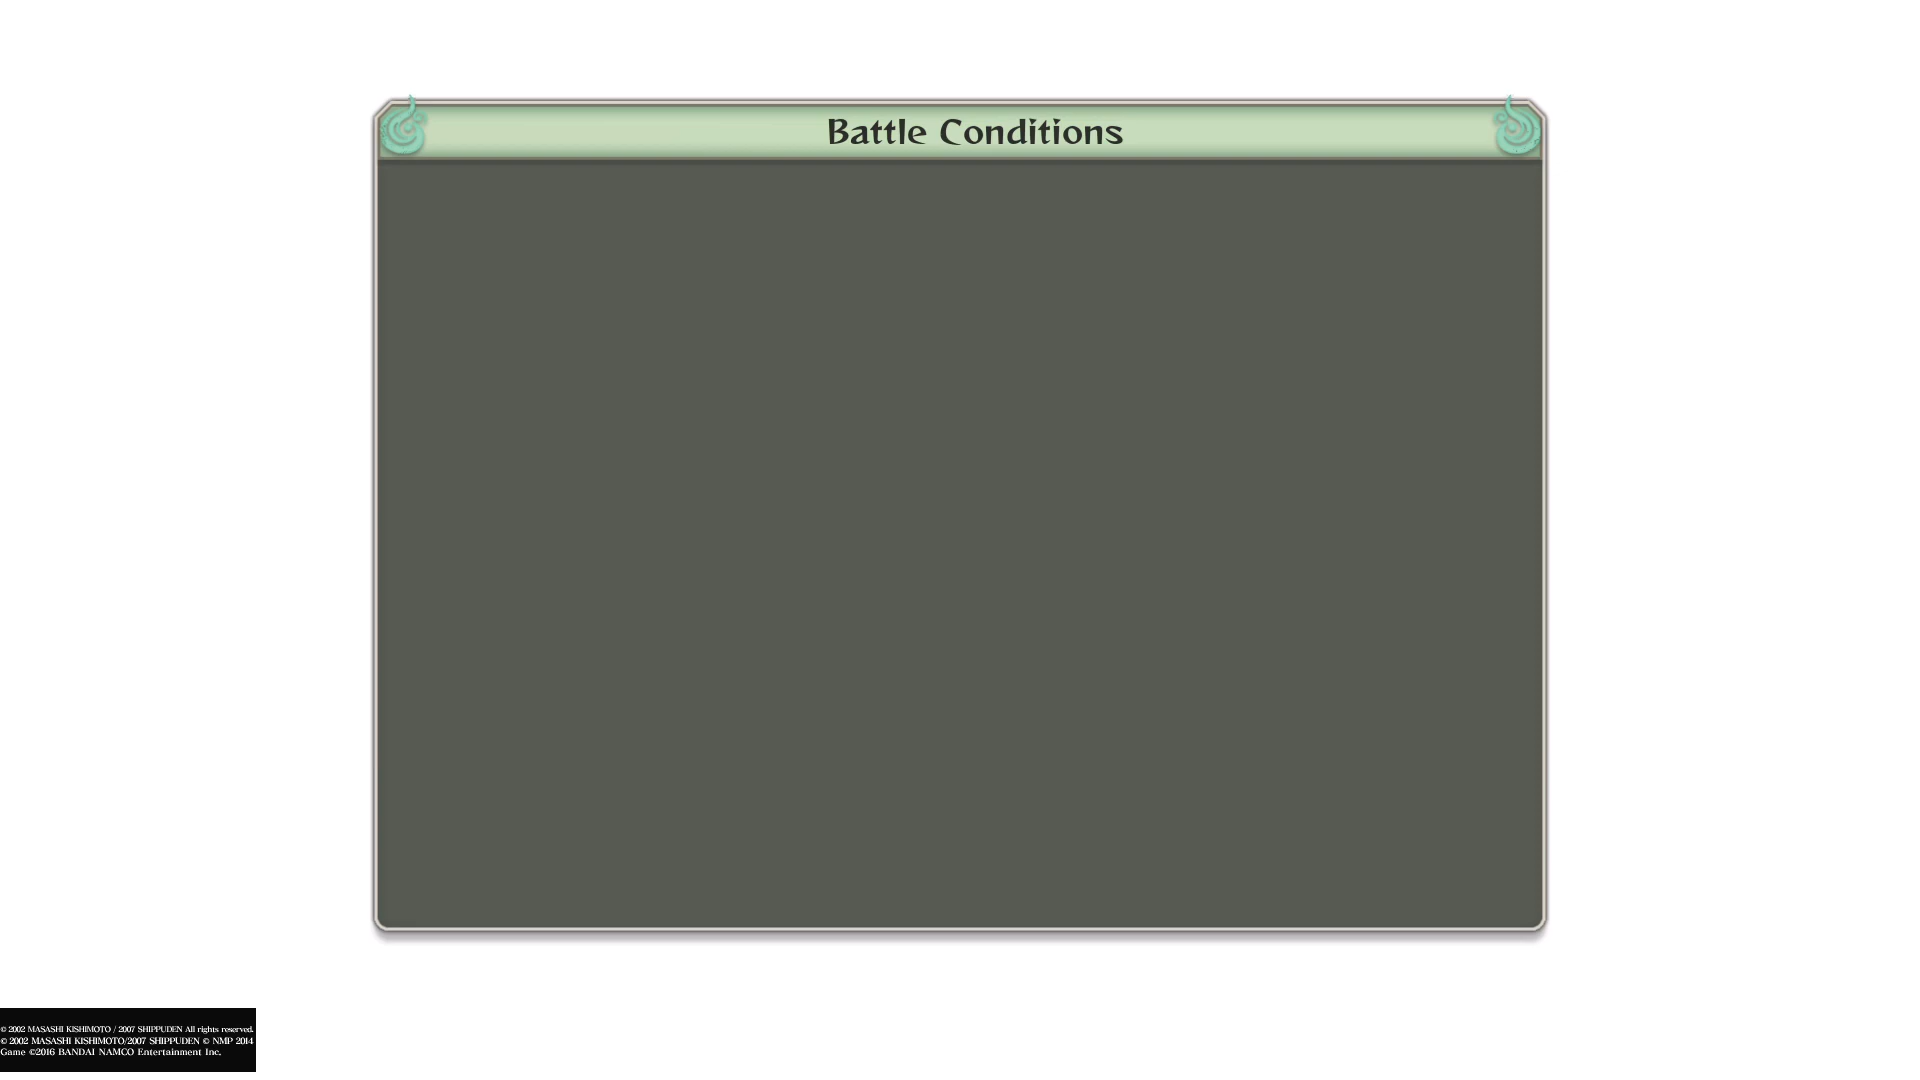 Battle Conditions
© 2002 MASASHI KISHIMOTO / 2007 SHIPPUDEN All rights reserved.
© 2002 MASASHI KISHIMOTO/2007 SHIPPUDEN © NMP 2014
Game ©2016 BANDAI NAMCO Entertainment Inc.